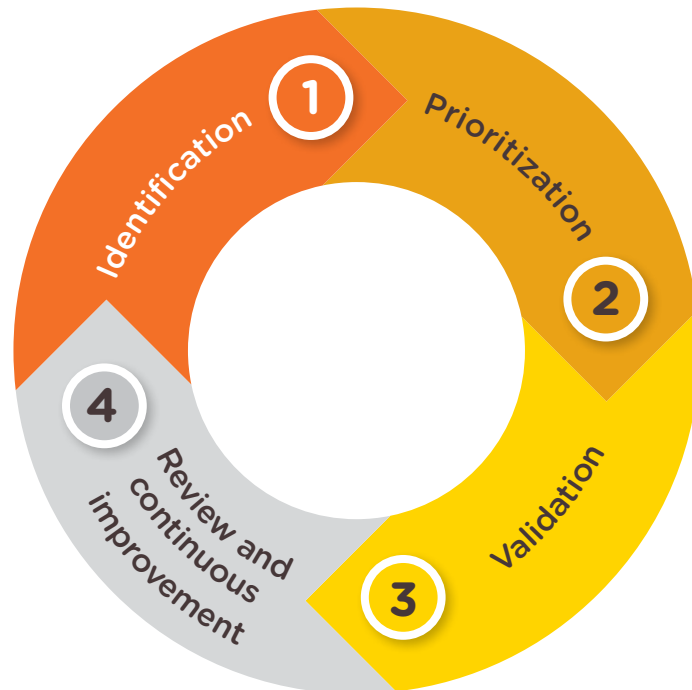 1
Identification
Prioritization
2
Validation
3
4
Review and
continuous
improvement